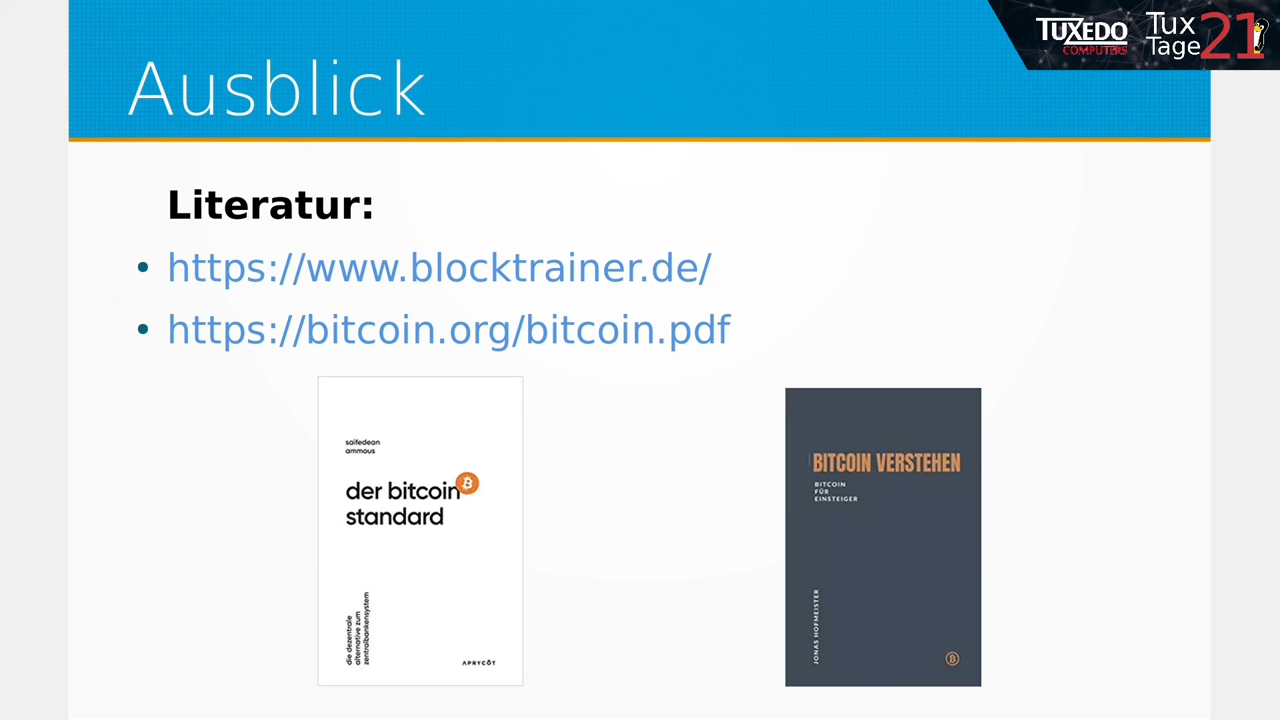 TUXEDO
COMPUTERS
Tux
Tage
21
Ausblick
Literatur:
• https://www.blocktrainer.de/
• https://bitcoin.org/bitcoin.pdf
saifedean
ammous
der bitcoin
standard
die dezentrale
alternative zum
zentralbankensystem
APRYCÖT
BITCOIN VERSTEHEN
BITCOIN
FÜR
EINSTEIGER
JONAS HOFMEISTER